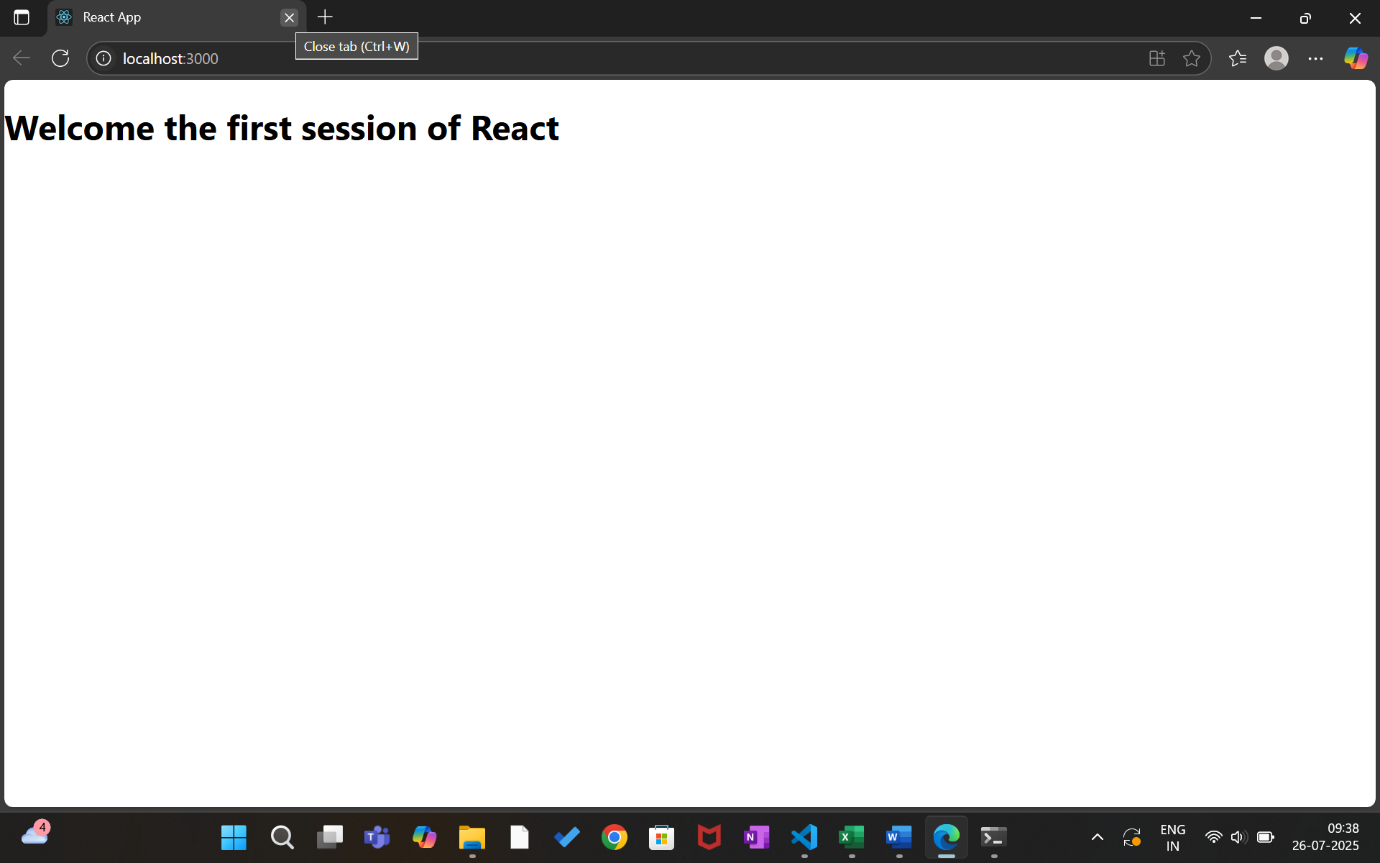 React App
Close tab (Ctrl+W)
localhost:3000
Welcome the first session of React
4
ENG
IN
09:38
26-07-2025